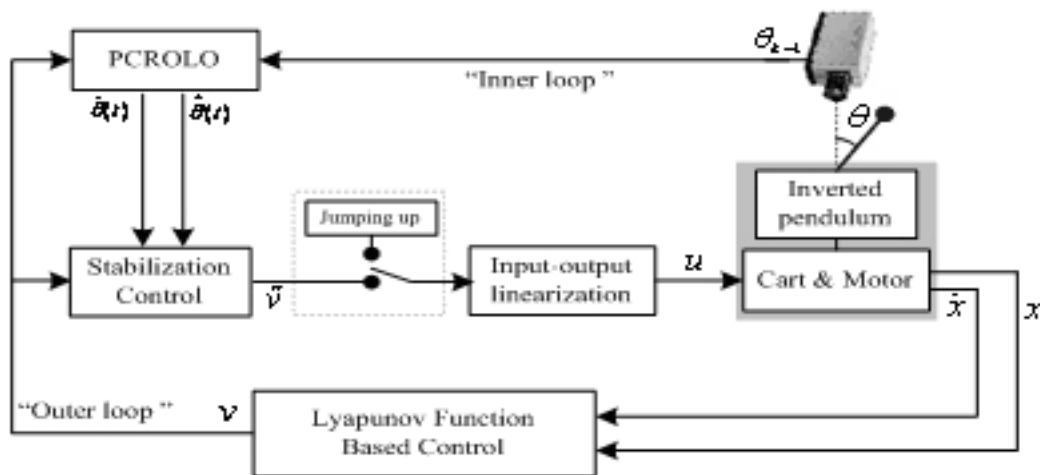 PCROLO
θₖ₋ₗ
“Inner loop ”
θ̂(t) θ̂̇(t)
θ
Inverted
pendulum
Jumping up
Stabilization
Control
Input-output
linearization
u
Cart & Motor
ẋ
x
“Outer loop ”
v
Lyapunov Function
Based Control